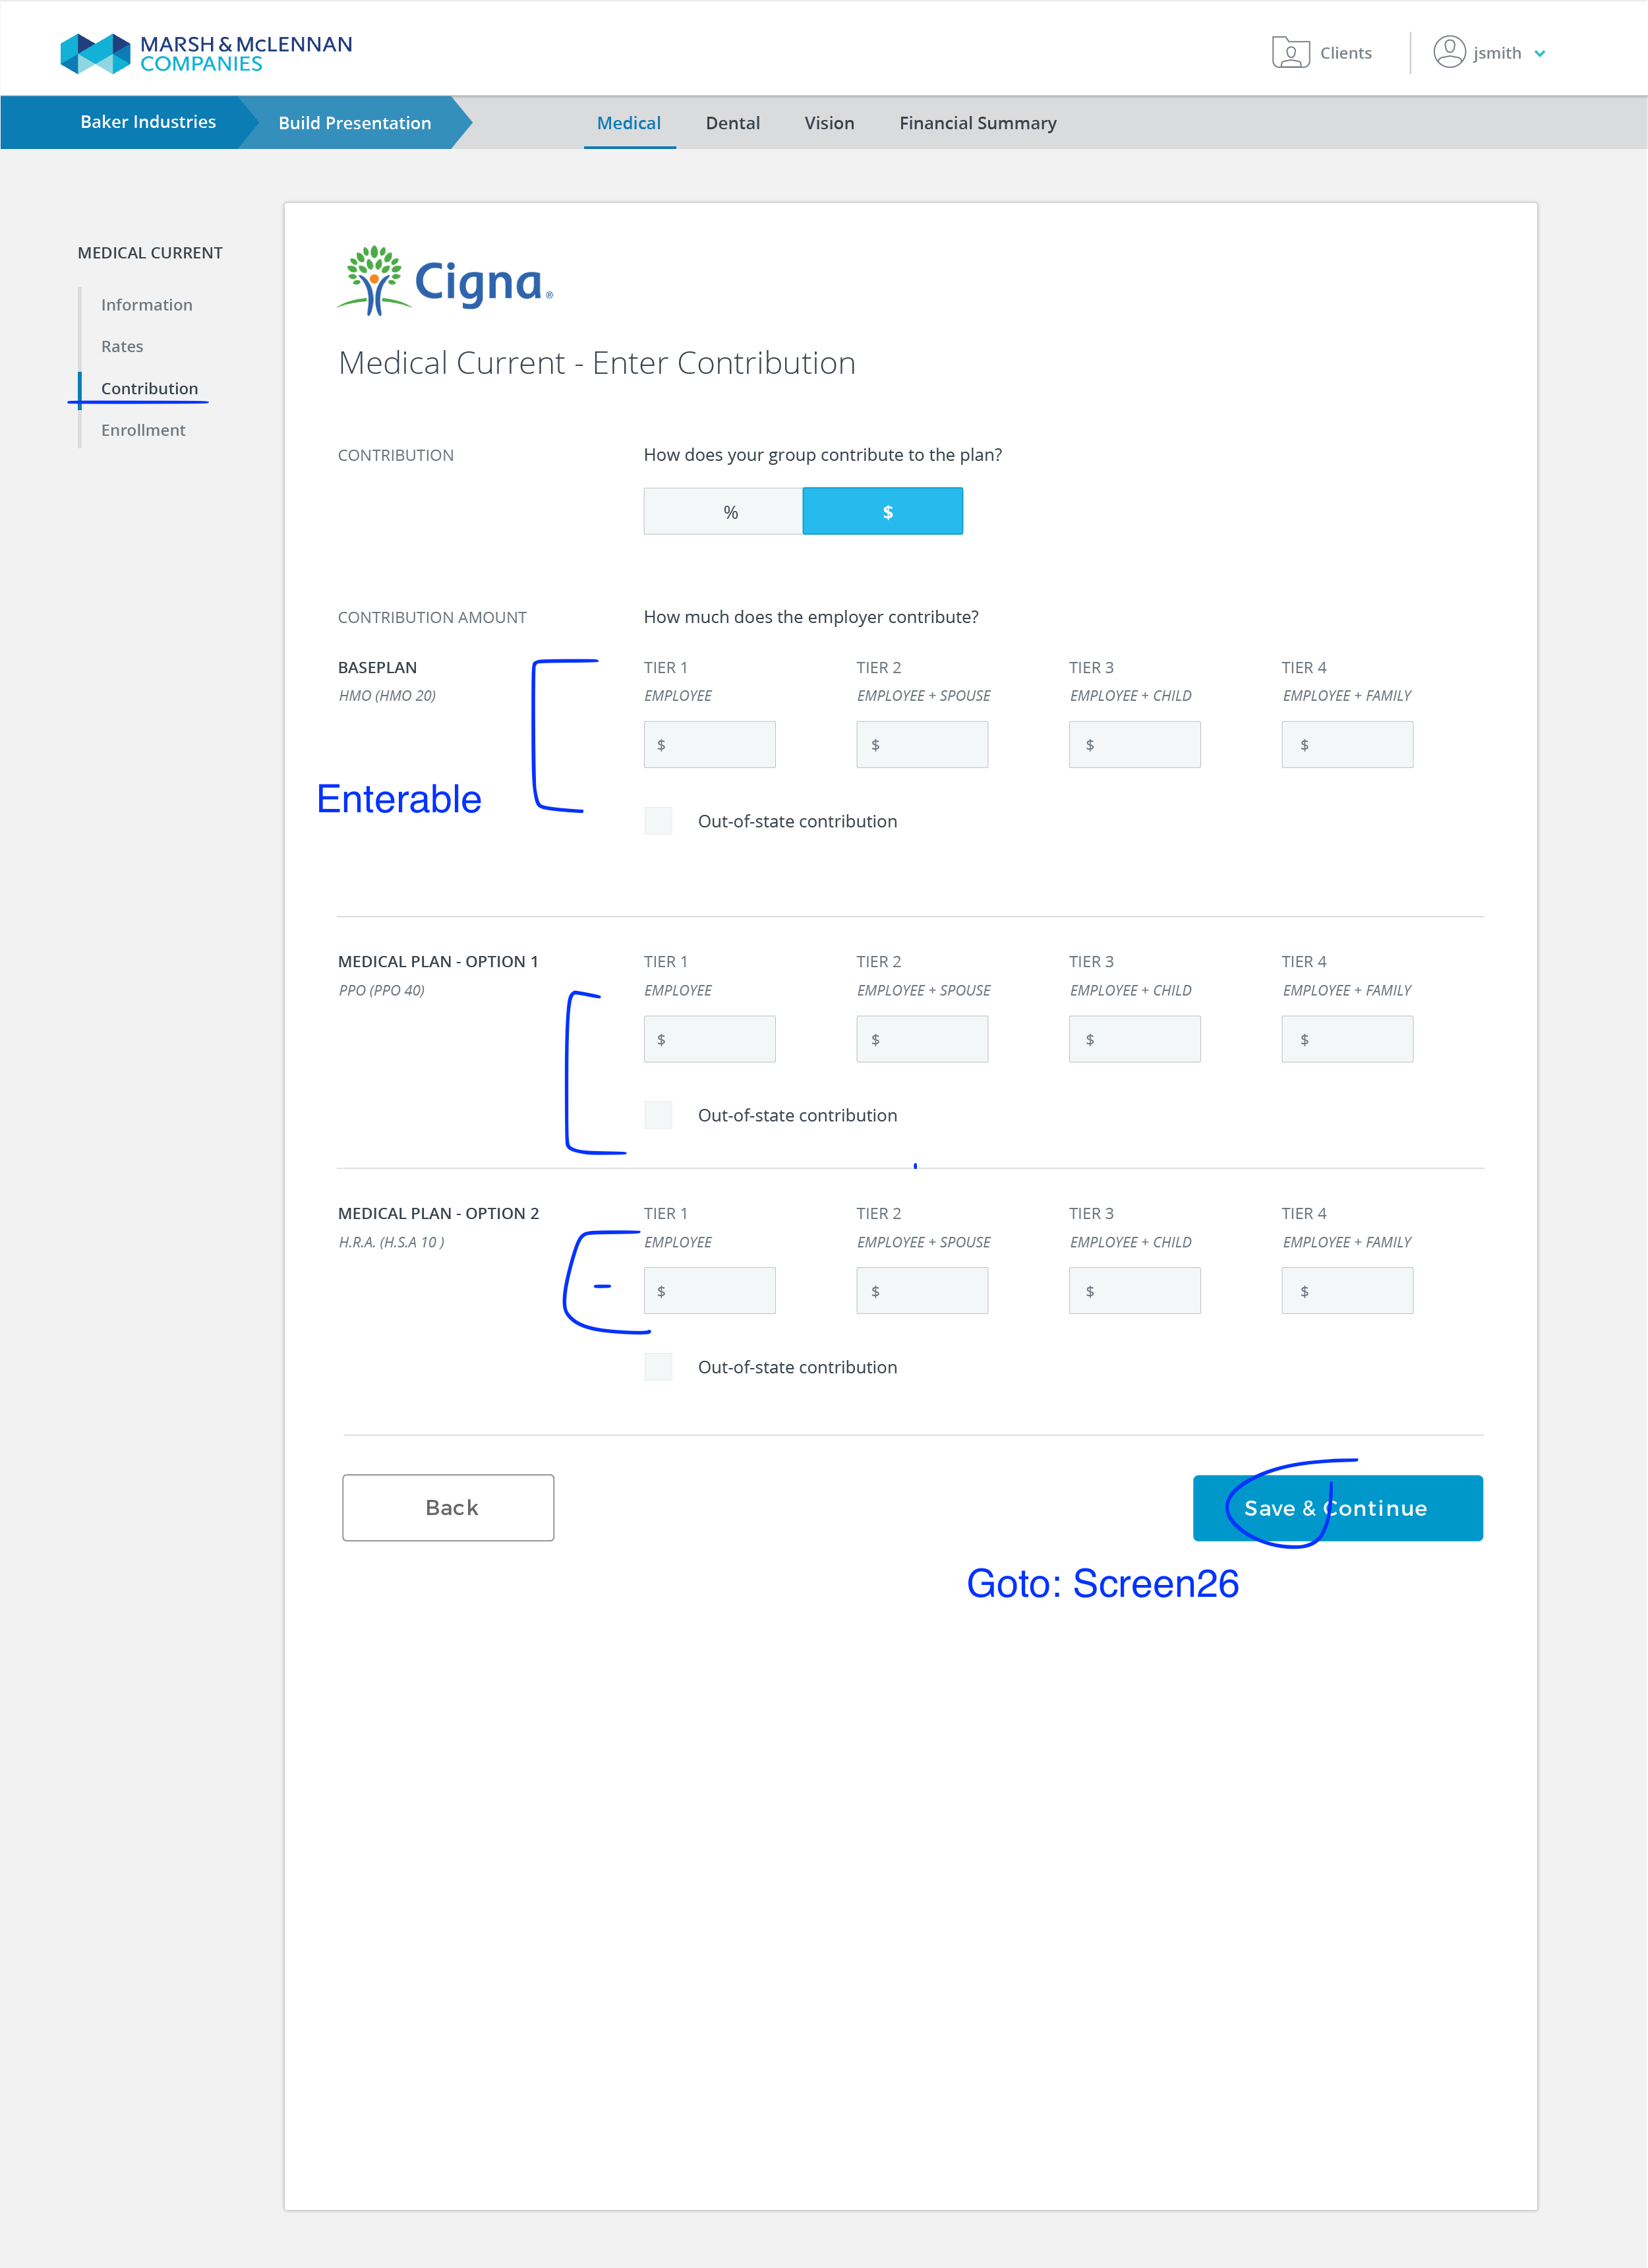 MARSH & McLENNAN
COMPANIES
Clients
jsmith
Baker Industries
Build Presentation
Medical
Dental
Vision
Financial Summary
MEDICAL CURRENT
Information
Rates
Contribution
Enrollment
Cigna®
Medical Current - Enter Contribution
CONTRIBUTION
How does your group contribute to the plan?
%
$
CONTRIBUTION AMOUNT
How much does the employer contribute?
BASEPLAN
HMO (HMO 20)
TIER 1
TIER 2
TIER 3
TIER 4
EMPLOYEE
EMPLOYEE + SPOUSE
EMPLOYEE + CHILD
EMPLOYEE + FAMILY
$
$
$
$
Enterable
Out-of-state contribution
MEDICAL PLAN - OPTION 1
PPO (PPO 40)
TIER 1
TIER 2
TIER 3
TIER 4
EMPLOYEE
EMPLOYEE + SPOUSE
EMPLOYEE + CHILD
EMPLOYEE + FAMILY
$
$
$
$
Out-of-state contribution
MEDICAL PLAN - OPTION 2
H.R.A. (H.S.A 10 )
TIER 1
TIER 2
TIER 3
TIER 4
EMPLOYEE
EMPLOYEE + SPOUSE
EMPLOYEE + CHILD
EMPLOYEE + FAMILY
$
$
$
$
Out-of-state contribution
Back
Save & Continue
Goto: Screen26